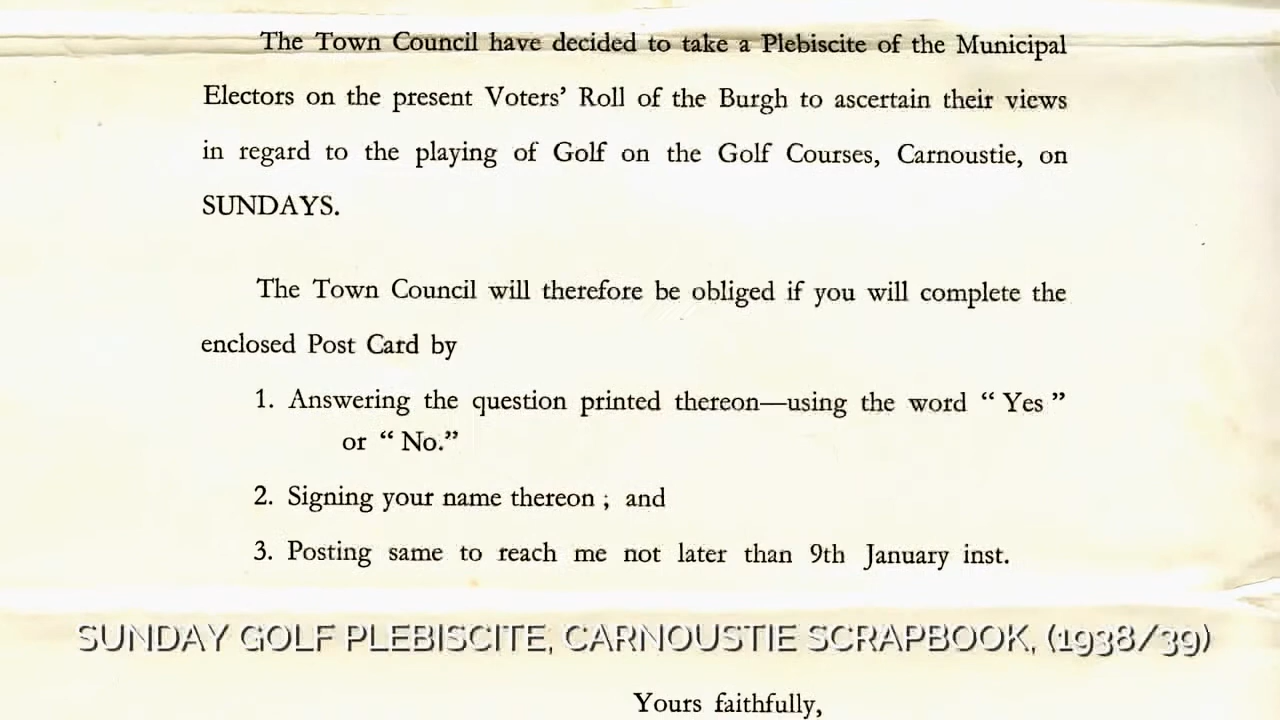 The Town Council have decided to take a Plebiscite of the Municipal
Electors on the present Voters' Roll of the Burgh to ascertain their views
in regard to the playing of Golf on the Golf Courses, Carnoustie, on
SUNDAYS.
The Town Council will therefore be obliged if you will complete the
enclosed Post Card by
1. Answering the question printed thereon—using the word “ Yes ”
or “ No.”
2. Signing your name thereon ; and
3. Posting same to reach me not later than 9th January inst.
SUNDAY GOLF PLEBISCITE, CARNOUSTIE SCRAPBOOK, (1938/39)
Yours faithfully,